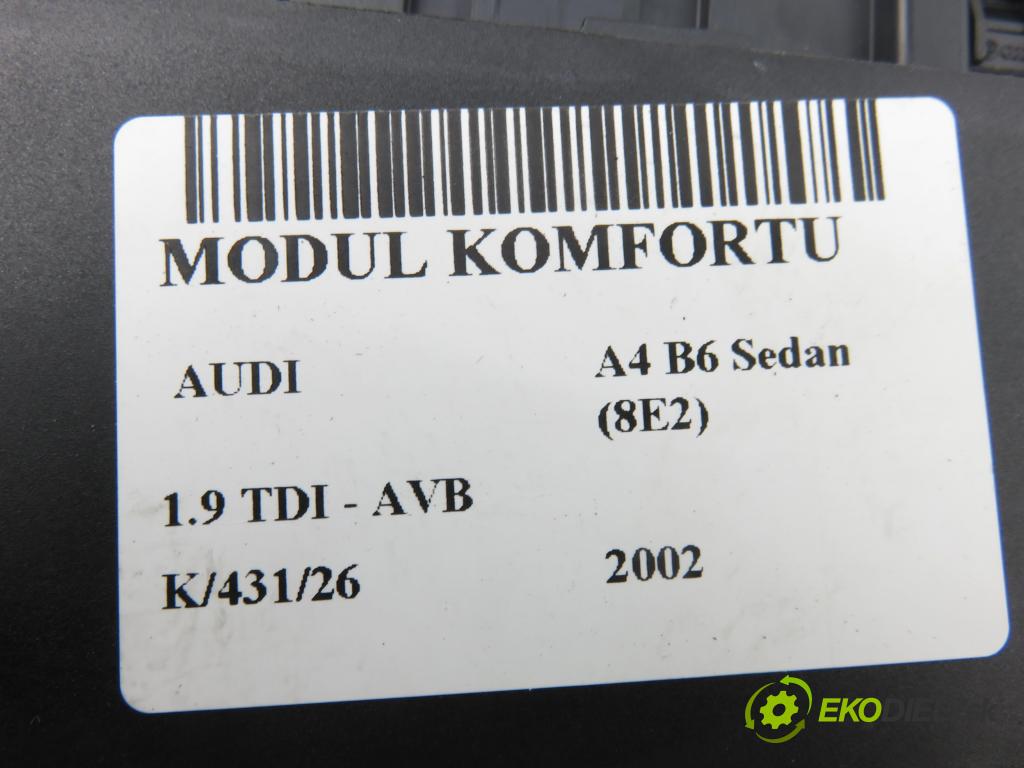 MODUL KOMFORTU
AUDI
A4 B6 Sedan
(8E2)
1.9 TDI - AVB
K/431/26
2002